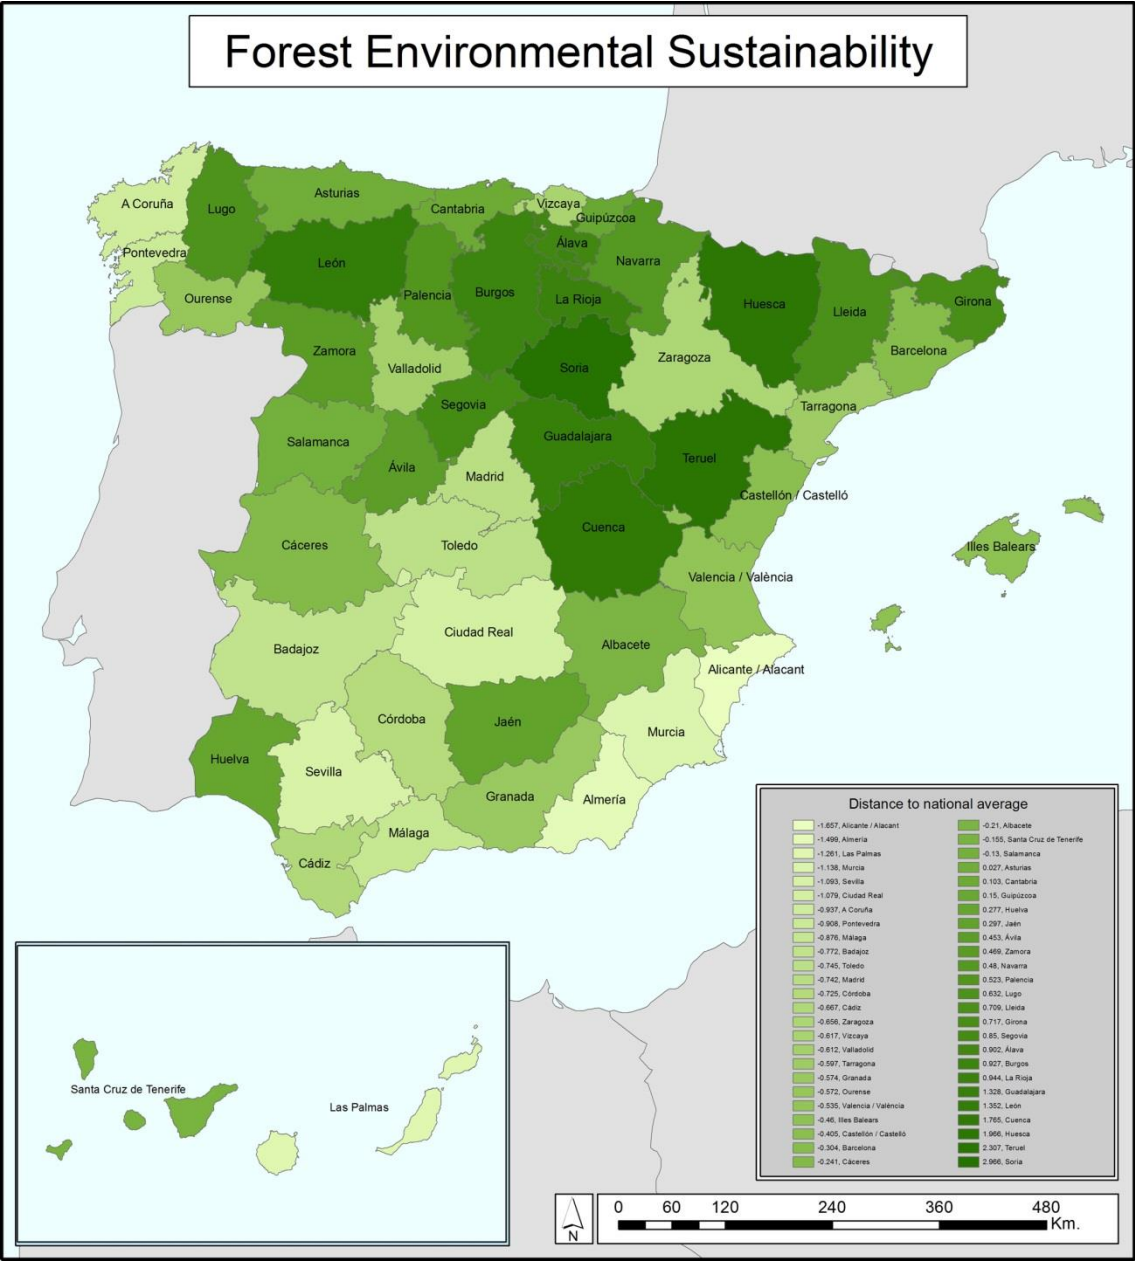 Forest Environmental Sustainability
A Coruña
Lugo
Asturias
Cantabria
Vizcaya
Guipúzcoa
Pontevedra
Ourense
León
Palencia
Burgos
Álava
La Rioja
Navarra
Huesca
Lleida
Girona
Barcelona
Zamora
Valladolid
Soria
Zaragoza
Tarragona
Segovia
Salamanca
Ávila
Guadalajara
Teruel
Madrid
Castellón / Castelló
Cáceres
Toledo
Cuenca
Illes Balears
Valencia / València
Badajoz
Ciudad Real
Albacete
Alicante / Alacant
Córdoba
Jaén
Murcia
Huelva
Sevilla
Granada
Almería
Málaga
Cádiz
Santa Cruz de Tenerife
Las Palmas
Distance to national average
-1.657, Alicante / Alacant
-1.499, Almería
-1.261, Las Palmas
-1.138, Murcia
-1.093, Sevilla
-1.079, Ciudad Real
-0.937, A Coruña
-0.908, Pontevedra
-0.876, Málaga
-0.772, Badajoz
-0.745, Toledo
-0.742, Madrid
-0.725, Córdoba
-0.667, Cádiz
-0.656, Zaragoza
-0.617, Vizcaya
-0.612, Valladolid
-0.597, Tarragona
-0.574, Granada
-0.572, Ourense
-0.535, Valencia / València
-0.46, Illes Balears
-0.405, Castellón / Castelló
-0.304, Barcelona
-0.241, Cáceres
-0.21, Albacete
-0.155, Santa Cruz de Tenerife
-0.13, Salamanca
0.027, Asturias
0.103, Cantabria
0.15, Guipúzcoa
0.277, Huelva
0.297, Jaén
0.453, Ávila
0.469, Zamora
0.48, Navarra
0.523, Palencia
0.632, Lugo
0.709, Lleida
0.717, Girona
0.85, Segovia
0.902, Álava
0.927, Burgos
0.944, La Rioja
1.328, Guadalajara
1.352, León
1.765, Cuenca
1.966, Huesca
2.307, Teruel
2.966, Soria
N
0 60 120 240 360 480
Km.